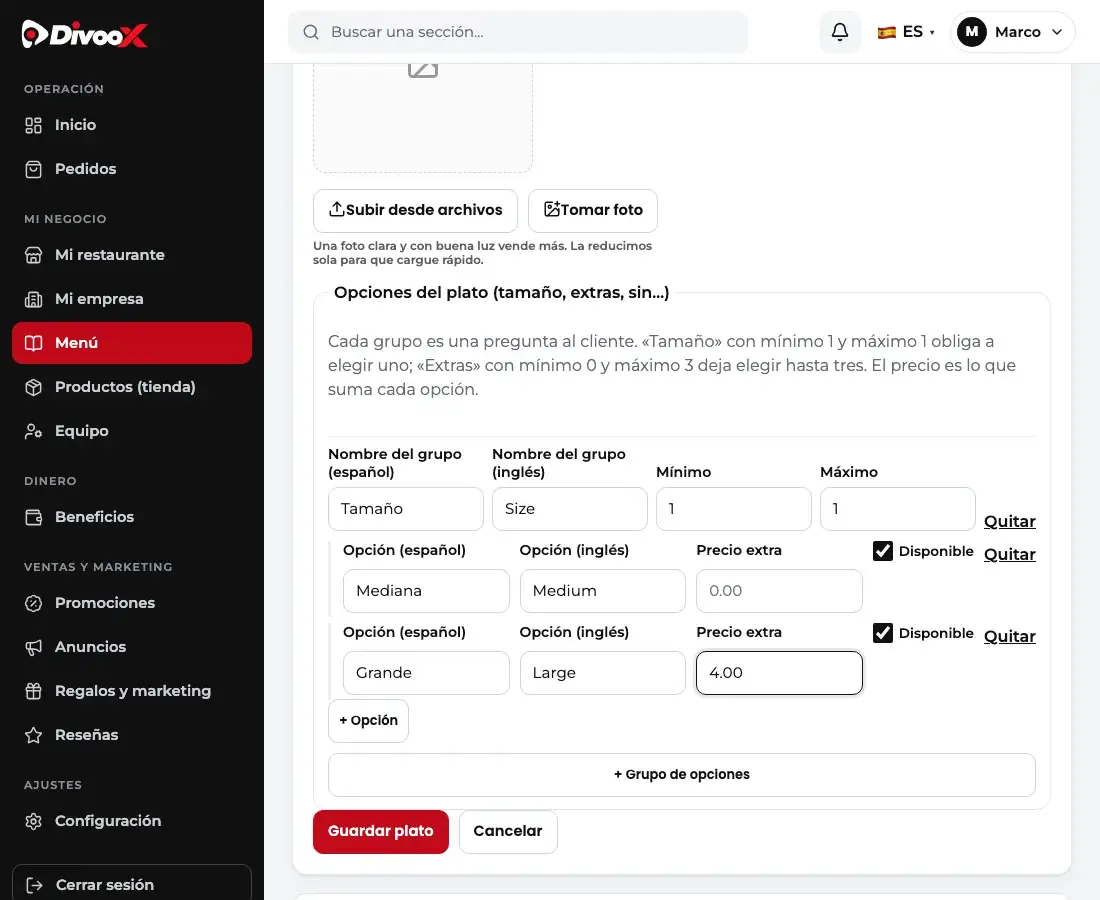 DivooX
Buscar una sección...
ES
M
Marco
OPERACIÓN
Inicio
Pedidos
MI NEGOCIO
Mi restaurante
Mi empresa
Menú
Productos (tienda)
Equipo
DINERO
Beneficios
VENTAS Y MARKETING
Promociones
Anuncios
Regalos y marketing
Reseñas
AJUSTES
Configuración
Cerrar sesión
Subir desde archivos
Tomar foto
Una foto clara y con buena luz vende más. La reducimos
sola para que cargue rápido.
Opciones del plato (tamaño, extras, sin...)
Cada grupo es una pregunta al cliente. «Tamaño» con mínimo 1 y máximo 1 obliga a
elegir uno; «Extras» con mínimo 0 y máximo 3 deja elegir hasta tres. El precio es lo que
suma cada opción.
Nombre del grupo
(español)
Nombre del grupo
(inglés)
Mínimo
Máximo
Tamaño
Size
1
1
Quitar
Opción (español)
Opción (inglés)
Precio extra
Disponible
Quitar
Mediana
Medium
0.00
Opción (español)
Opción (inglés)
Precio extra
Disponible
Quitar
Grande
Large
4.00
+ Opción
+ Grupo de opciones
Guardar plato
Cancelar